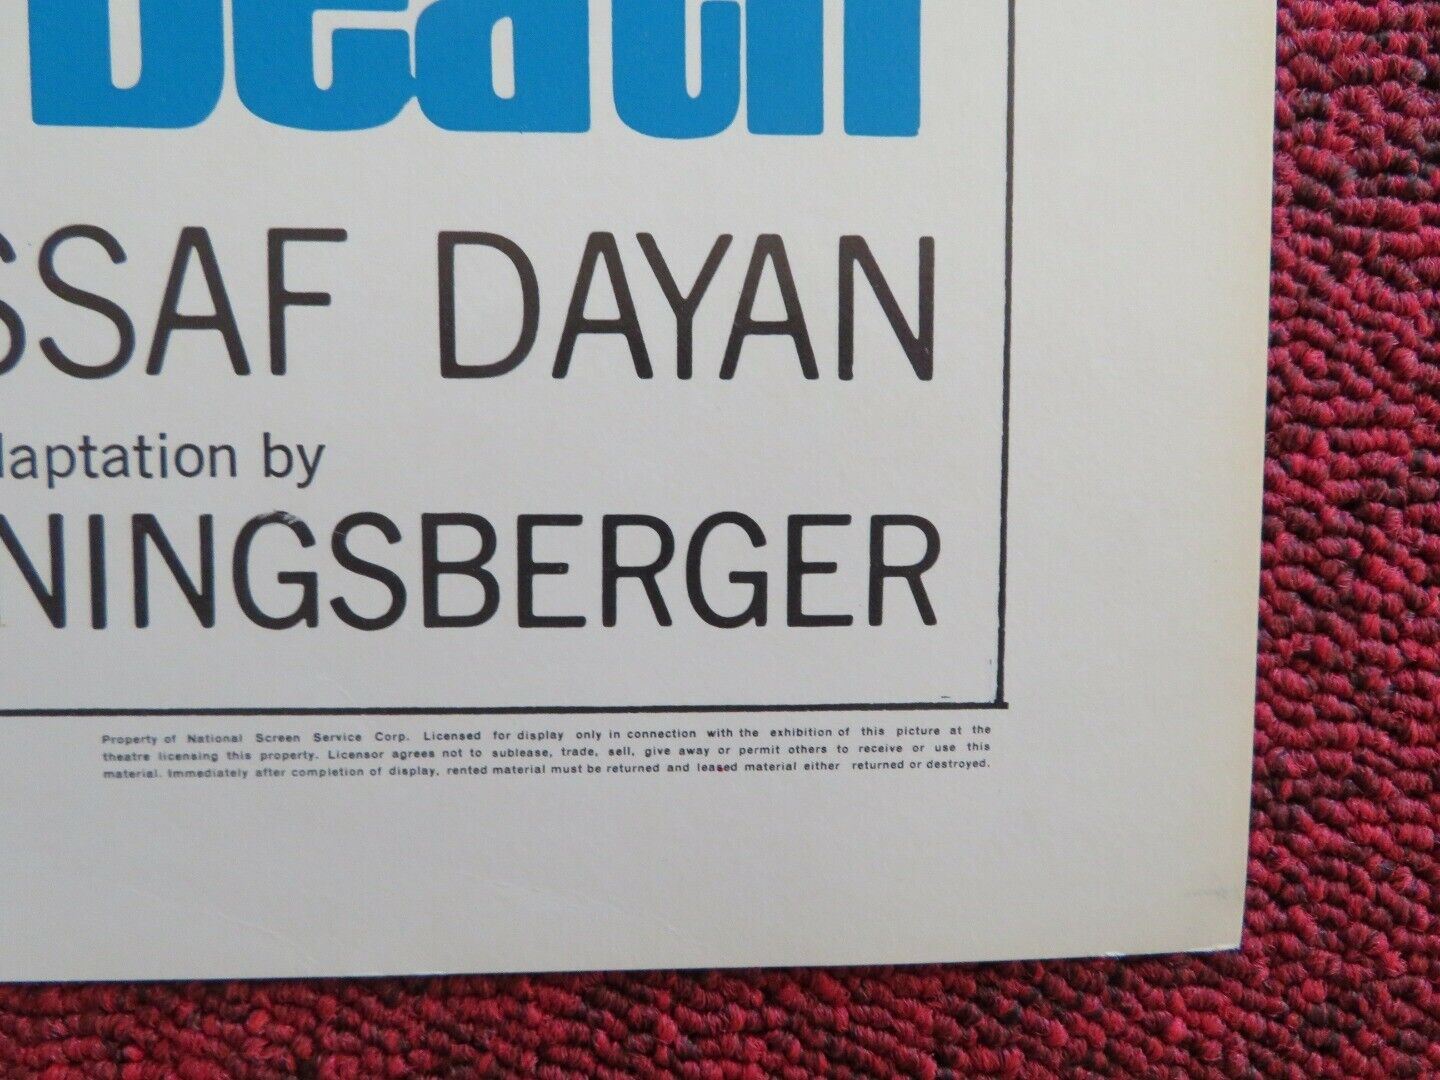 Death
SSAF DAYAN
daptation by
NINGSBERGER
Property of National Screen Service Corp. Licensed for display only in connection with the exhibition of this picture at the
theatre licensing this property. Licensor agrees not to sublease, trade, sell, give away or permit others to receive or use this
material. Immediately after completion of display, rented material must be returned and leased material either returned or destroyed.